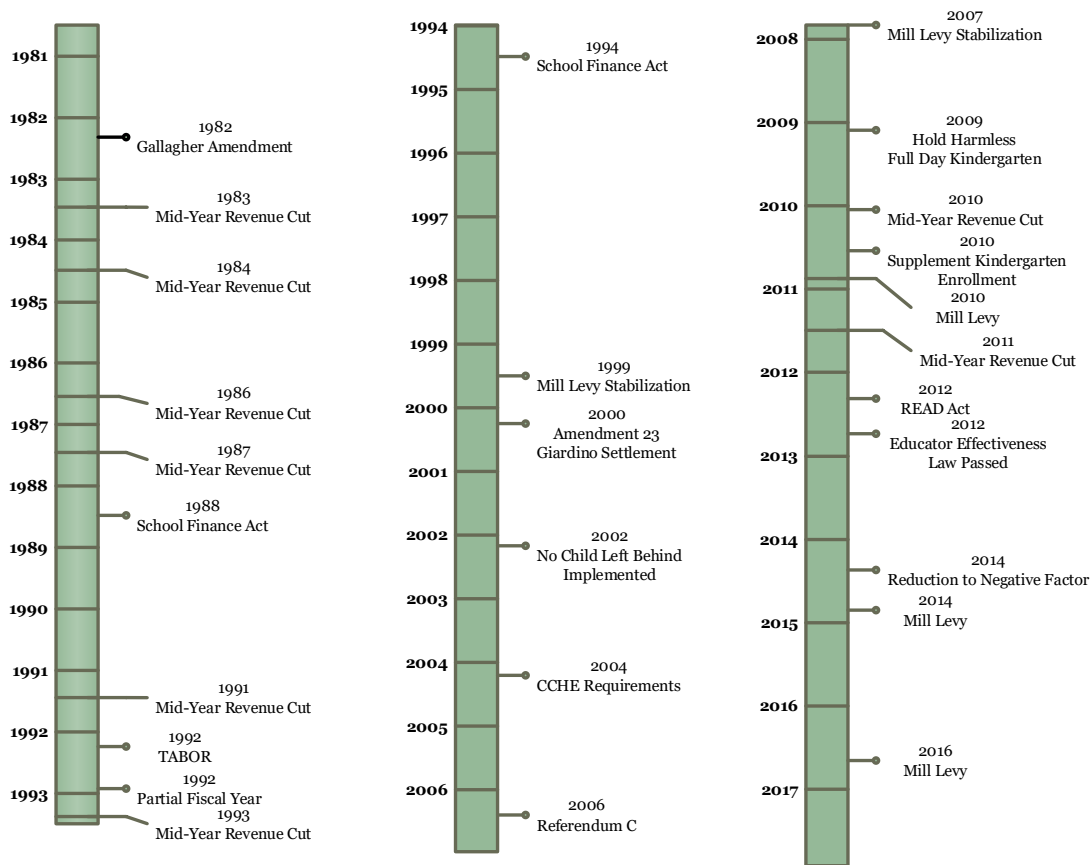 1981
1982
1982
Gallagher Amendment
1983
1983
Mid-Year Revenue Cut
1984
1984
Mid-Year Revenue Cut
1985
1986
1986
Mid-Year Revenue Cut
1987
1987
Mid-Year Revenue Cut
1988
1988
School Finance Act
1989
1990
1991
1991
Mid-Year Revenue Cut
1992
1992
TABOR
1992
Partial Fiscal Year
1993
1993
Mid-Year Revenue Cut
1994
1994
School Finance Act
1995
1996
1997
1998
1999
1999
Mill Levy Stabilization
2000
2000
Amendment 23
Giardino Settlement
2001
2002
2002
No Child Left Behind
Implemented
2003
2004
2004
CCHE Requirements
2005
2006
2006
Referendum C
2007
Mill Levy Stabilization
2008
2009
2009
Hold Harmless
Full Day Kindergarten
2010
2010
Mid-Year Revenue Cut
2010
Supplement Kindergarten
Enrollment
2011
2010
Mill Levy
2011
Mid-Year Revenue Cut
2012
2012
READ Act
2012
Educator Effectiveness
Law Passed
2013
2014
2014
Reduction to Negative Factor
2014
Mill Levy
2015
2016
2016
Mill Levy
2017